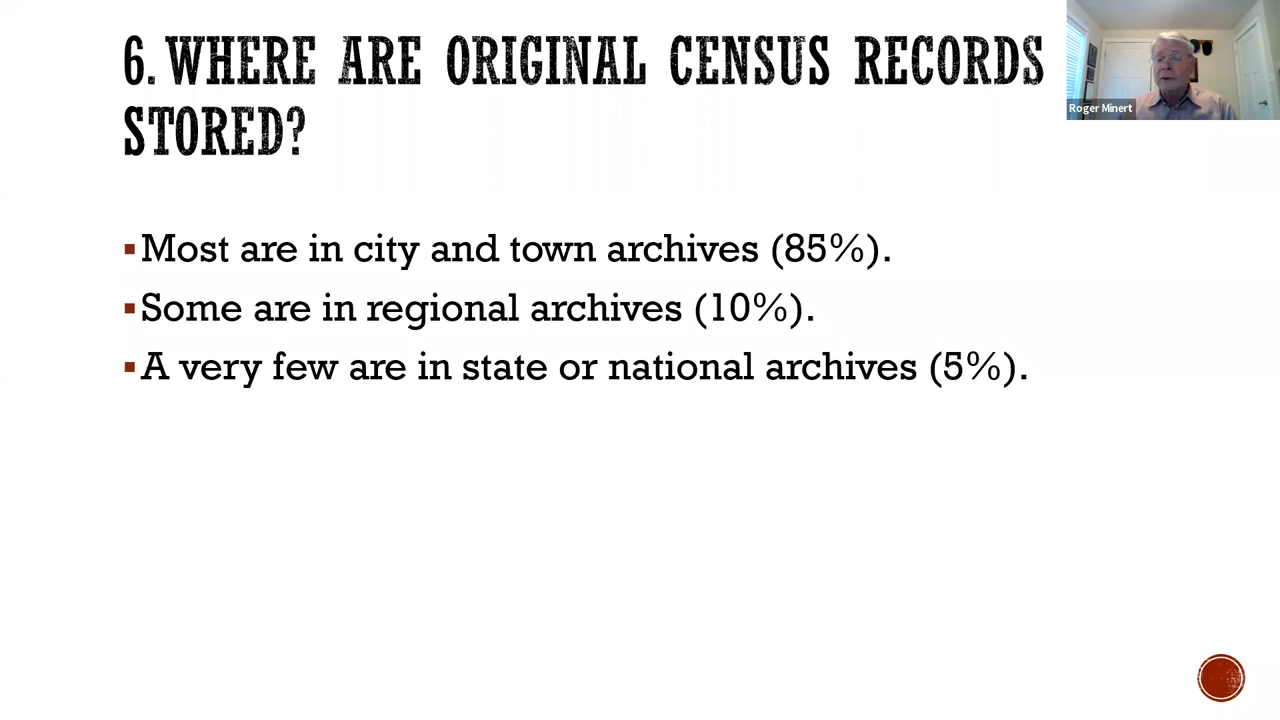 6. WHERE ARE ORIGINAL CENSUS RECORDS
STORED?
Roger Minert
▪Most are in city and town archives (85%).
▪Some are in regional archives (10%).
▪A very few are in state or national archives (5%).